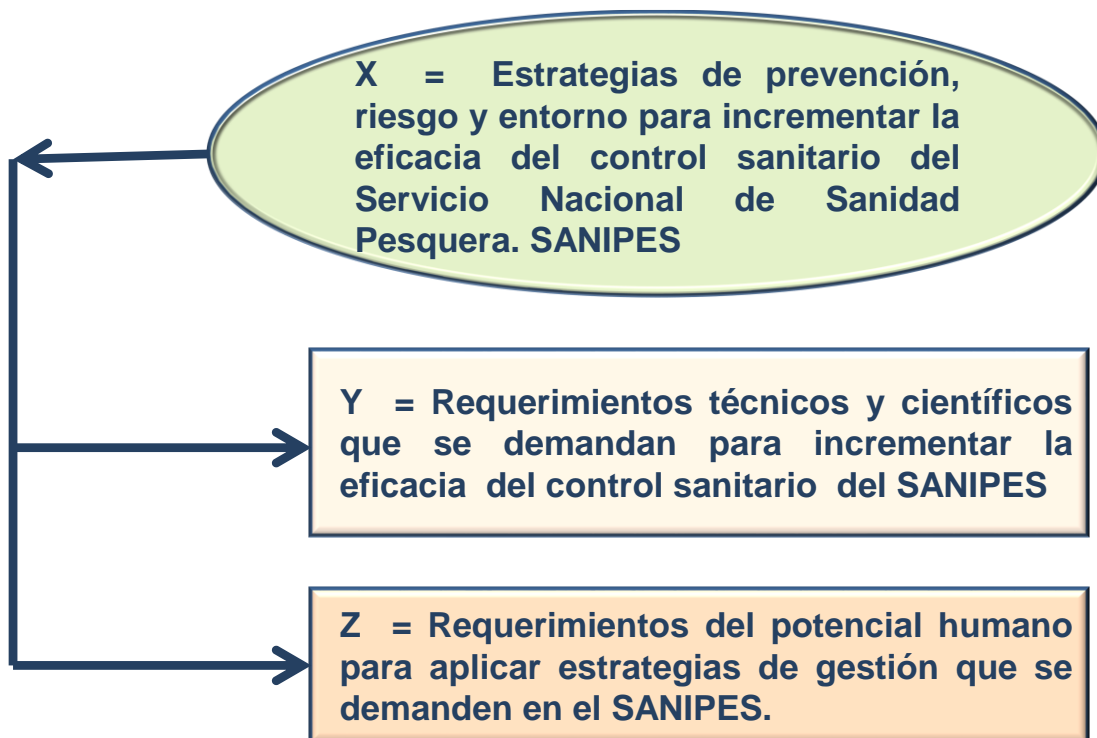 X = Estrategias de prevención,
riesgo y entorno para incrementar la
eficacia del control sanitario del
Servicio Nacional de Sanidad
Pesquera. SANIPES
Y = Requerimientos técnicos y científicos
que se demandan para incrementar la
eficacia del control sanitario del SANIPES
Z = Requerimientos del potencial humano
para aplicar estrategias de gestión que se
demanden en el SANIPES.